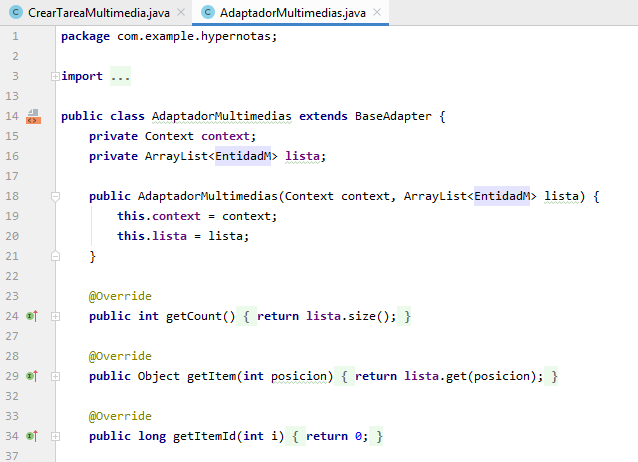 CrearTareaMultimedia.java AdaptadorMultimedias.java
1 package com.example.hypernotas;
2
3 import ...
13
14 public class AdaptadorMultimedias extends BaseAdapter {
15 private Context context;
16 private ArrayList<EntidadM> lista;
17
18 public AdaptadorMultimedias(Context context, ArrayList<EntidadM> lista) {
19 this.context = context;
20 this.lista = lista;
21 }
22
23 @Override
24 public int getCount() { return lista.size(); }
27
28 @Override
29 public Object getItem(int posicion) { return lista.get(posicion); }
32
33 @Override
34 public long getItemId(int i) { return 0; }
37